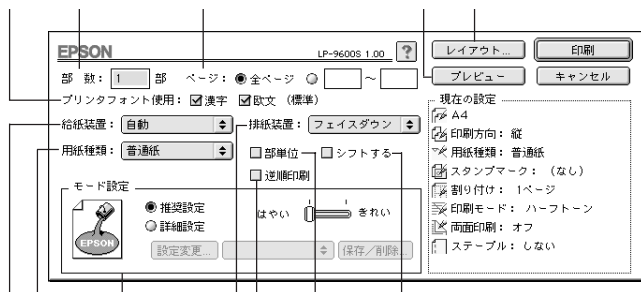 EPSON LP-9600S 1.00 ?
レイアウト... 印刷
部 数: 1 部 ページ: 全ページ ~
プレビュー キャンセル
プリンタフォント使用: 漢字 欧文 (標準)
給紙装置: 自動 排紙装置: フェイスダウン
用紙種類: 普通紙 部単位 シフトする
逆順印刷
モード設定
推奨設定
詳細設定
はやい きれい
EPSON
設定変更... 保存/削除...
現在の設定
A4
印刷方向: 縦
用紙種類: 普通紙
スタンプマーク: (なし)
割り付け: 1ページ
印刷モード: ハーフトーン
両面印刷: オフ
ステープル: しない